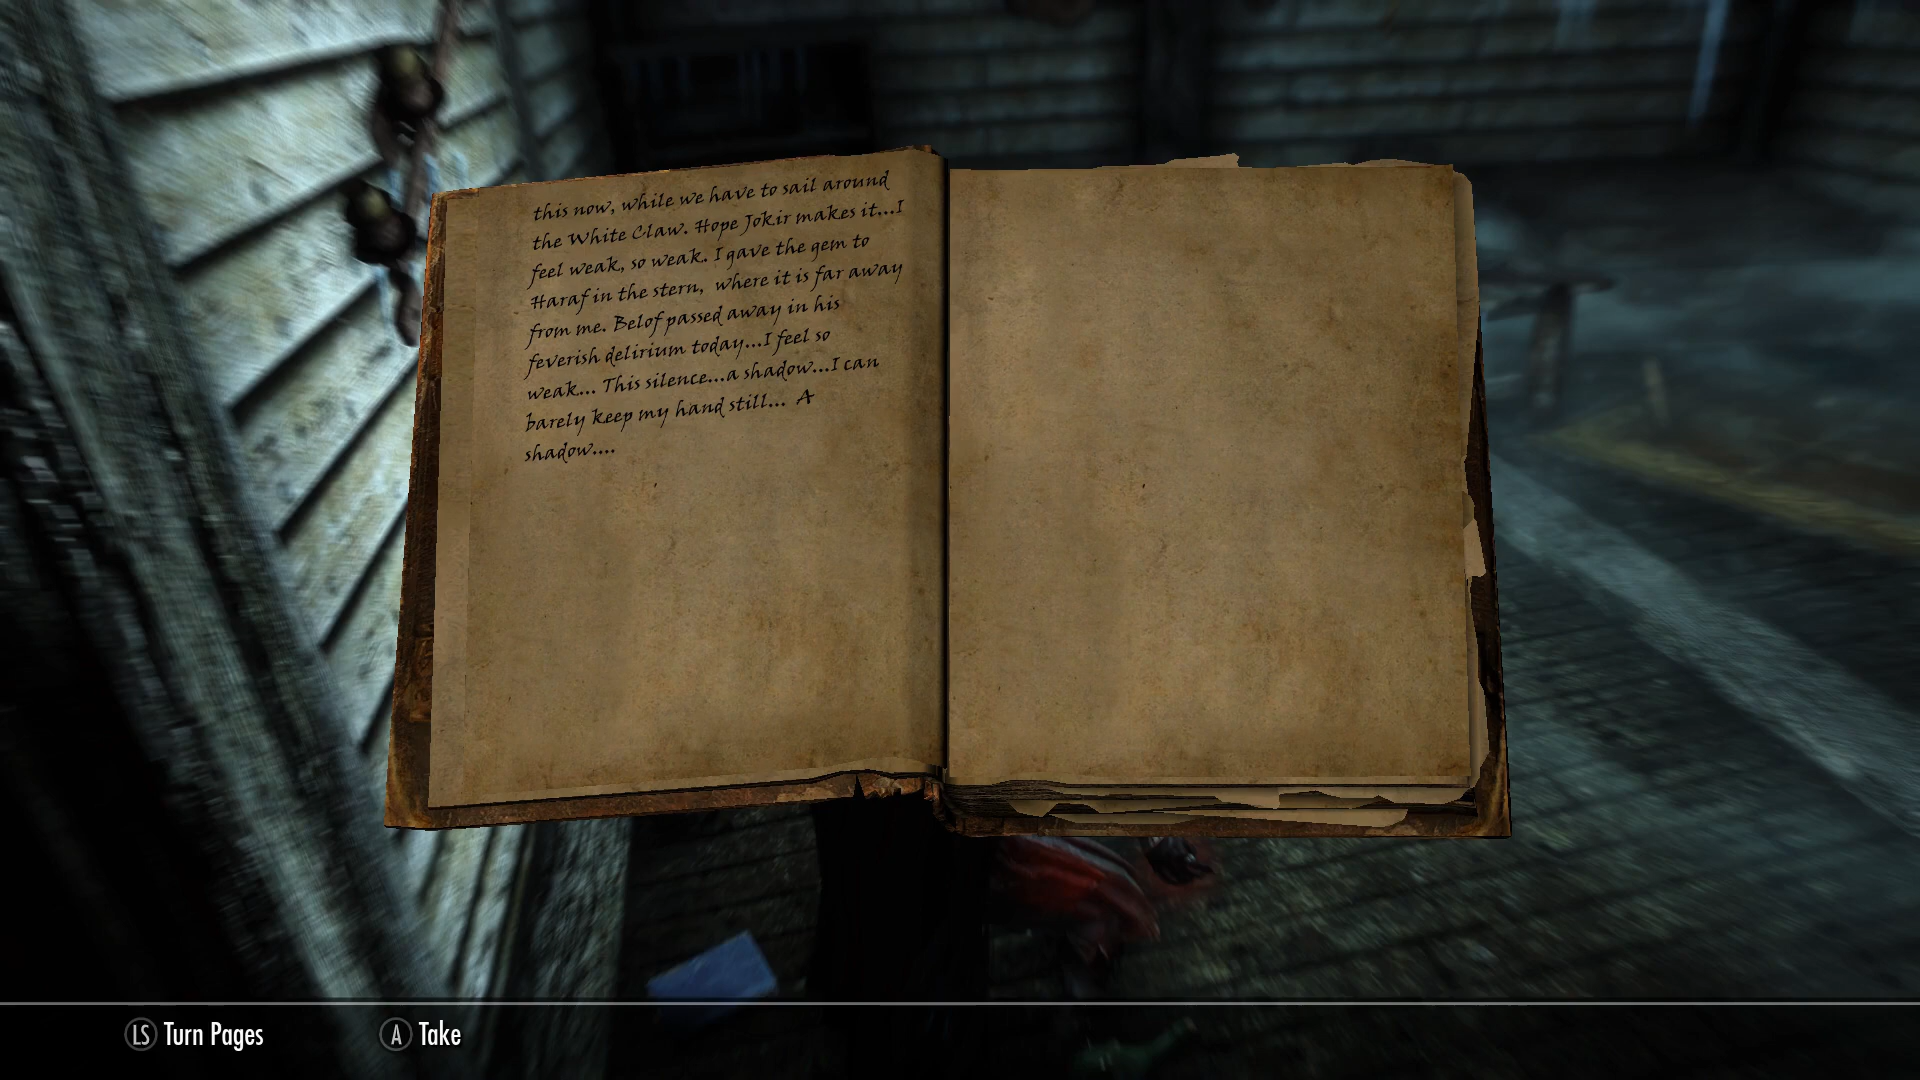 this now, while we have to sail around
the White Claw. Hope Jokir makes it...I
feel weak, so weak. I gave the gem to
Haraf in the stern, where it is far away
from me. Belof passed away in his
feverish delirium today...I feel so
weak... This silence...a shadow...I can
barely keep my hand still... A
shadow....
LS Turn Pages
A Take